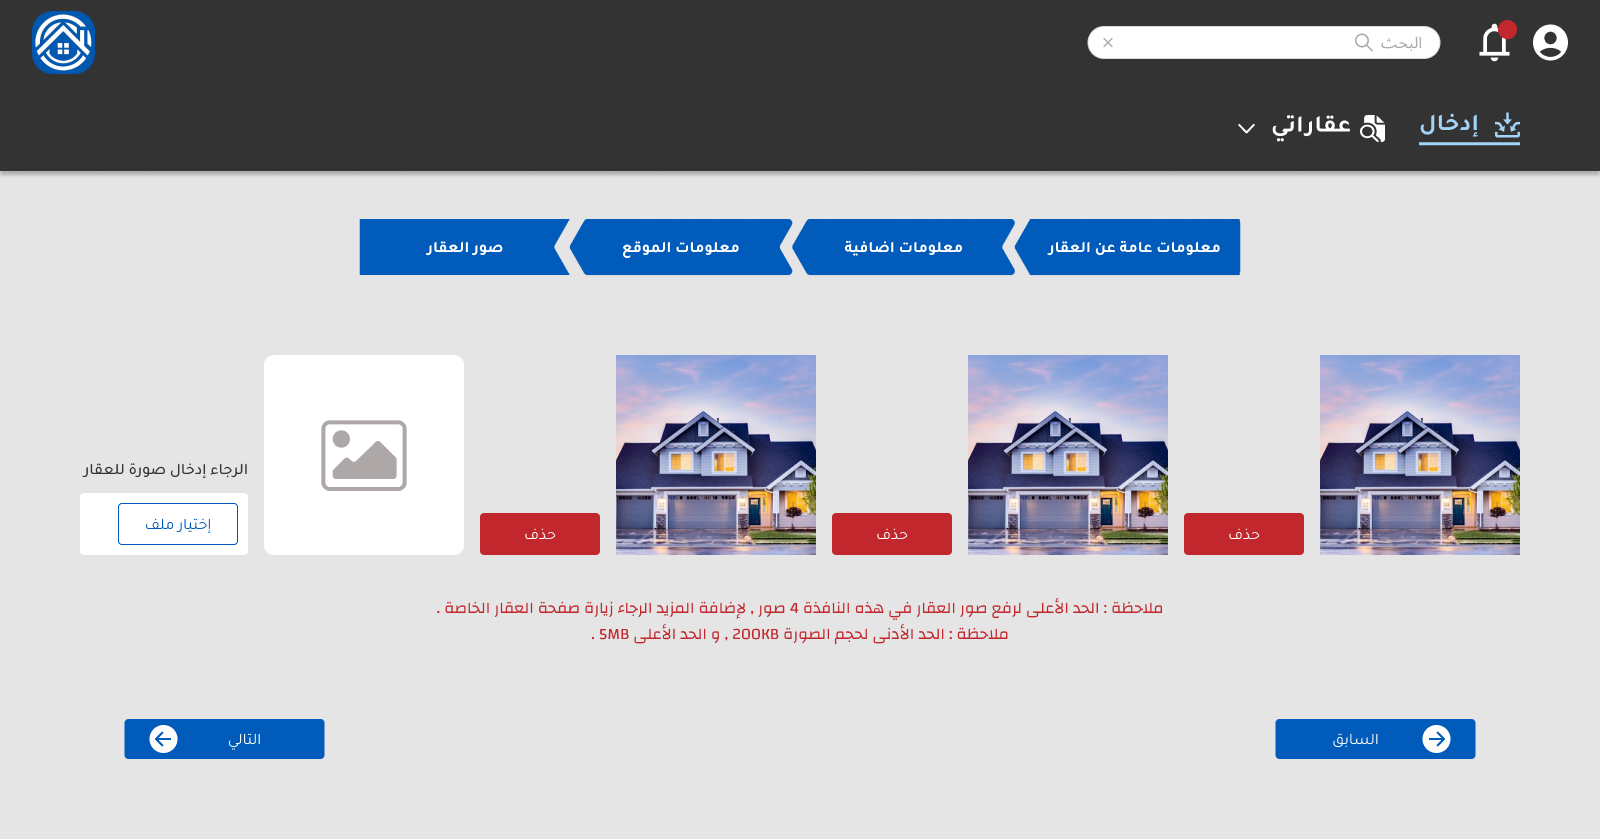 البحث
إدخال
عقاراتي
معلومات عامة عن العقار
معلومات اضافية
معلومات الموقع
صور العقار
حذف
حذف
حذف
الرجاء إدخال صورة للعقار
إختيار ملف
ملاحظة : الحد الأعلى لرفع صور العقار في هذه النافذة 4 صور , لإضافة المزيد الرجاء زيارة صفحة العقار الخاصة .
ملاحظة : الحد الأدنى لحجم الصورة 200KB , و الحد الأعلى 5MB .
السابق
التالي